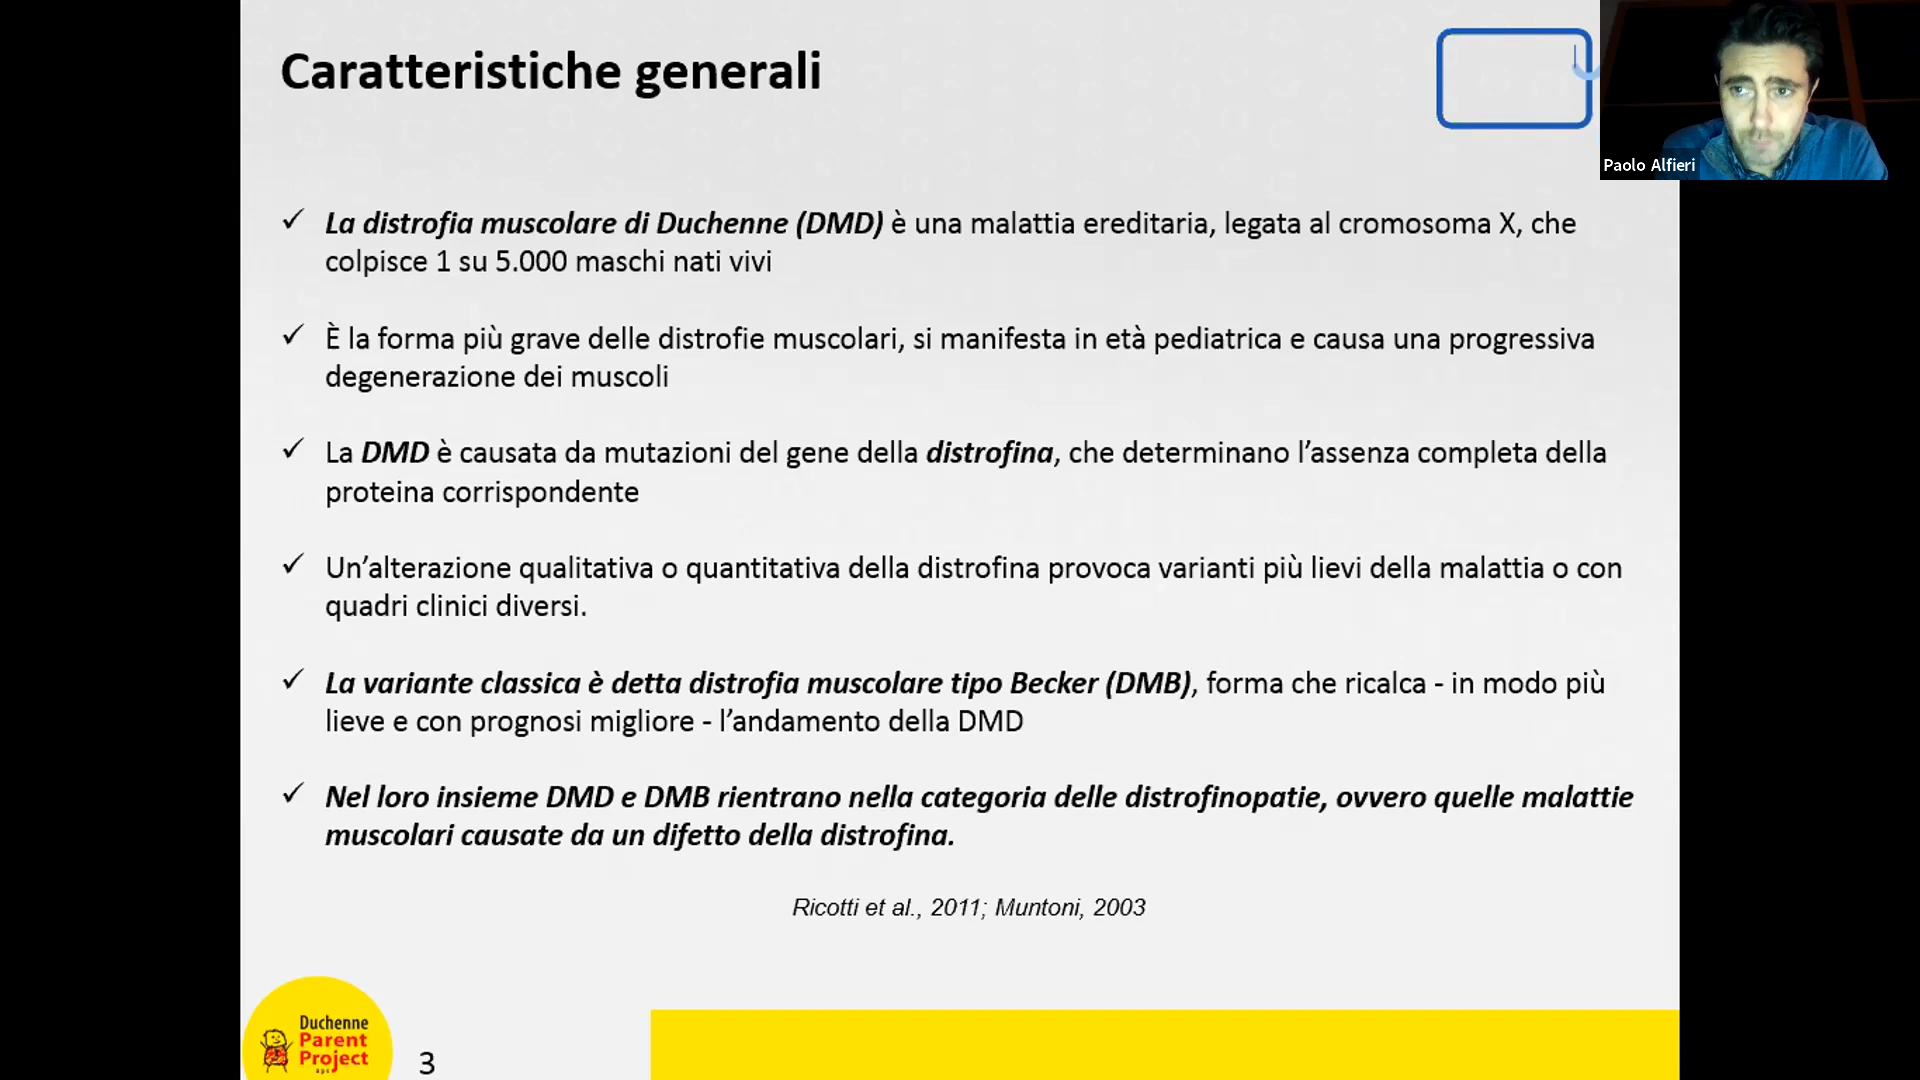 Caratteristiche generali
Paolo Alfieri
✓ La distrofia muscolare di Duchenne (DMD) è una malattia ereditaria, legata al cromosoma X, che
colpisce 1 su 5.000 maschi nati vivi
✓ È la forma più grave delle distrofie muscolari, si manifesta in età pediatrica e causa una progressiva
degenerazione dei muscoli
✓ La DMD è causata da mutazioni del gene della distrofina, che determinano l’assenza completa della
proteina corrispondente
✓ Un’alterazione qualitativa o quantitativa della distrofina provoca varianti più lievi della malattia o con
quadri clinici diversi.
✓ La variante classica è detta distrofia muscolare tipo Becker (DMB), forma che ricalca - in modo più
lieve e con prognosi migliore - l’andamento della DMD
✓ Nel loro insieme DMD e DMB rientrano nella categoria delle distrofinopatie, ovvero quelle malattie
muscolari causate da un difetto della distrofina.
Ricotti et al., 2011; Muntoni, 2003
Duchenne
Parent
Project
3